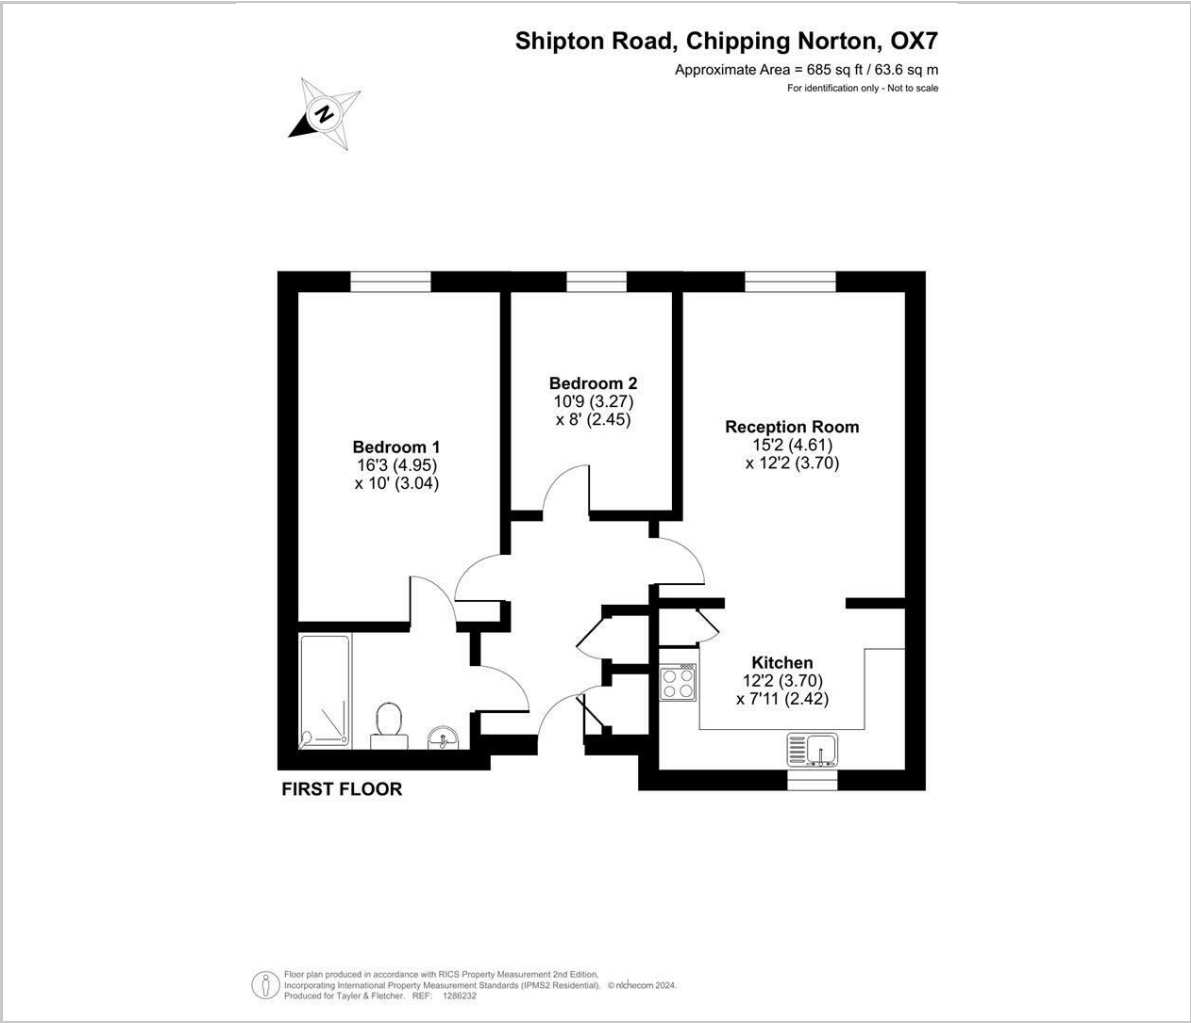 Shipton Road, Chipping Norton, OX7
Approximate Area = 685 sq ft / 63.6 sq m
For identification only - Not to scale
N
Bedroom 2
10'9 (3.27)
x 8' (2.45)
Reception Room
15'2 (4.61)
x 12'2 (3.70)
Bedroom 1
16'3 (4.95)
x 10' (3.04)
Kitchen
12'2 (3.70)
x 7'11 (2.42)
FIRST FLOOR
Floor plan produced in accordance with RICS Property Measurement 2nd Edition,
Incorporating International Property Measurement Standards (IPMS2 Residential). © nichecom 2024.
Produced for Tayler & Fletcher. REF: 1286232